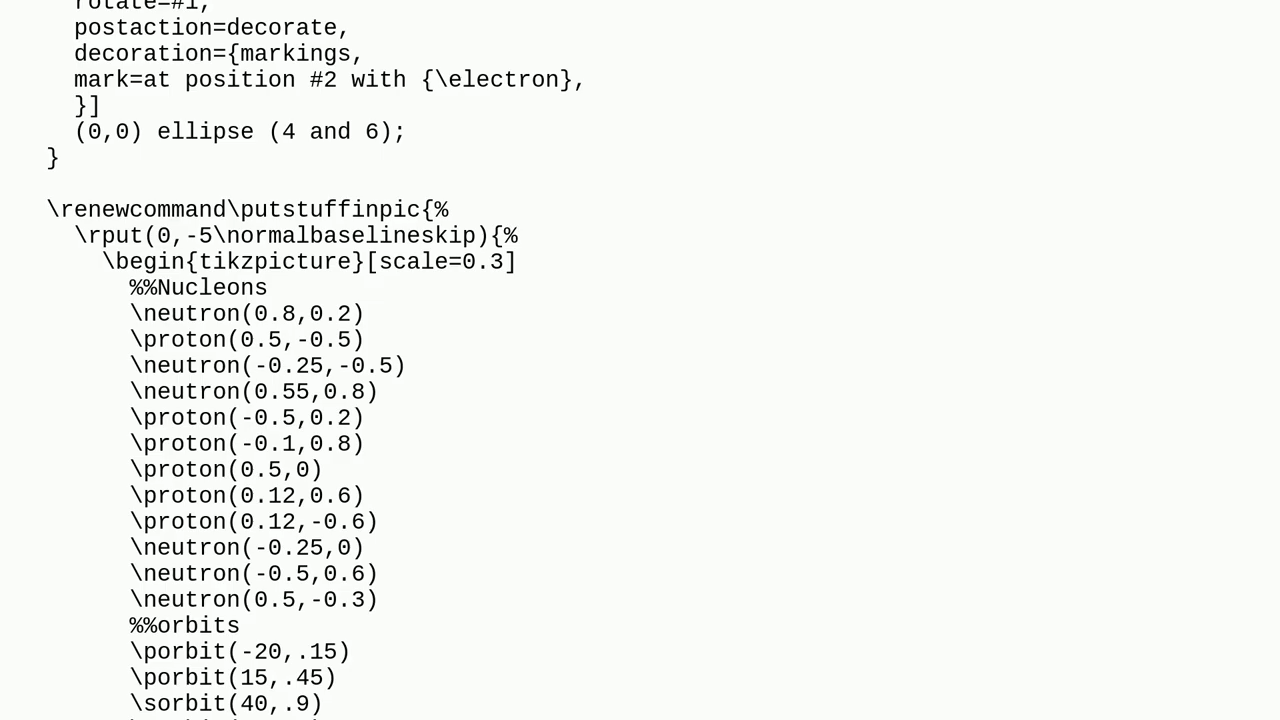 rotate=#1,
postaction=decorate,
decoration={markings,
mark=at position #2 with {\electron},
}]
(0,0) ellipse (4 and 6);
}
\renewcommand\putstuffinpic{%
\rput(0,-5\normalbaselineskip){%
\begin{tikzpicture}[scale=0.3]
%%Nucleons
\neutron(0.8,0.2)
\proton(0.5,-0.5)
\neutron(-0.25,-0.5)
\neutron(0.55,0.8)
\proton(-0.5,0.2)
\proton(-0.1,0.8)
\proton(0.5,0)
\proton(0.12,0.6)
\proton(0.12,-0.6)
\neutron(-0.25,0)
\neutron(-0.5,0.6)
\neutron(0.5,-0.3)
%%orbits
\porbit(-20,.15)
\porbit(15,.45)
\sorbit(40,.9)